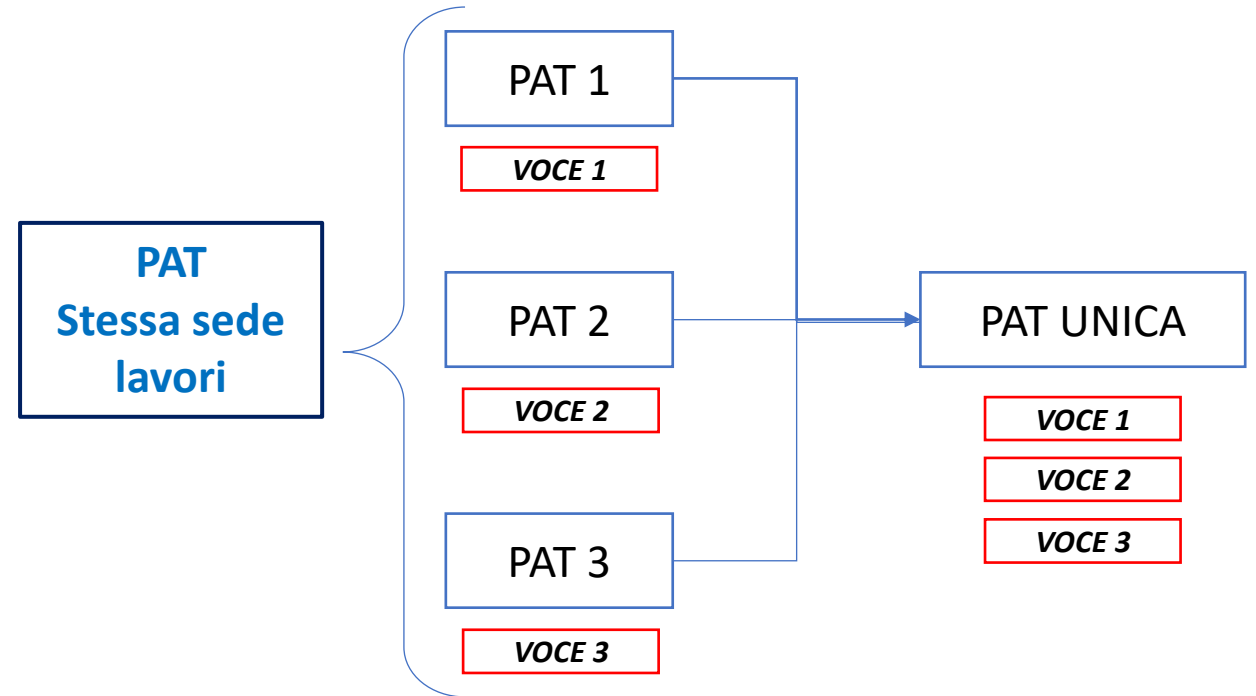 PAT
Stessa sede
lavori
PAT 1
VOCE 1
PAT 2
VOCE 2
PAT 3
VOCE 3
PAT UNICA
VOCE 1
VOCE 2
VOCE 3